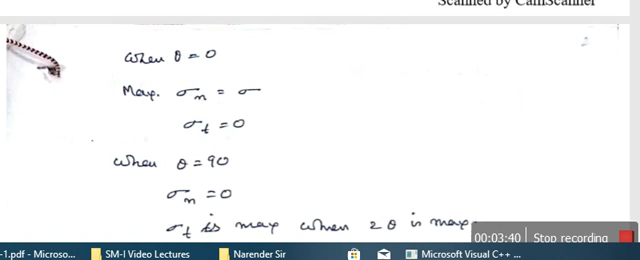 Scanned by CamScanner
when θ = 0
Max. σn = σ
σt = 0
when θ = 90
σn = 0
σt is max when 2θ is max.
00:03:40 Stop recording
-1.pdf - Microso... SM-I Video Lectures Narender Sir Microsoft Visual C++ ...